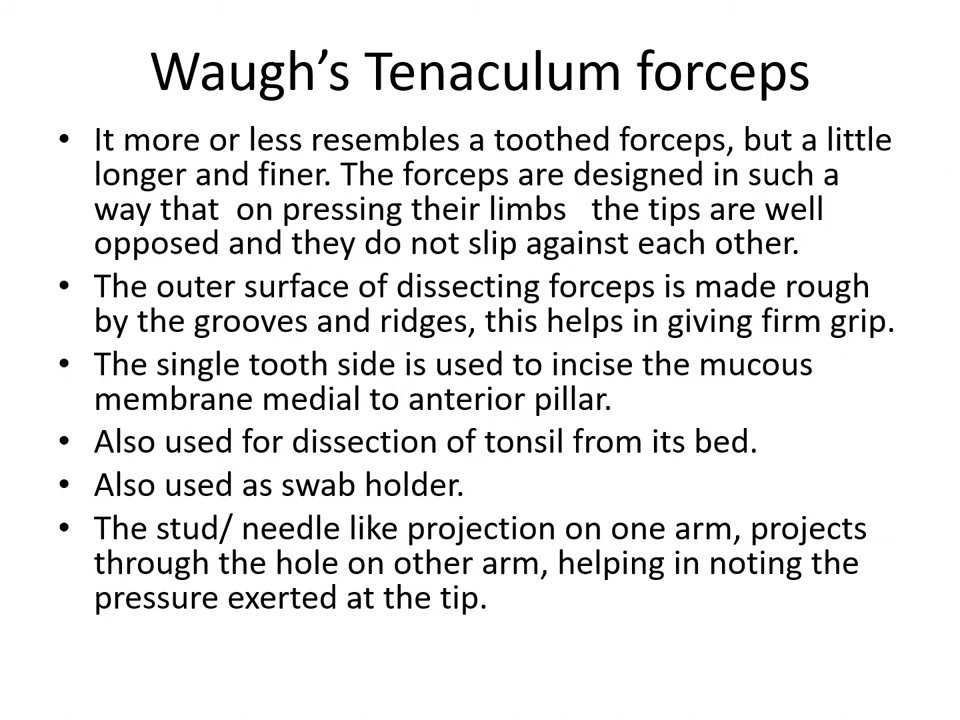 Waugh's Tenaculum forceps
• It more or less resembles a toothed forceps, but a little
longer and finer. The forceps are designed in such a
way that  on pressing their limbs   the tips are well
opposed and they do not slip against each other.
• The outer surface of dissecting forceps is made rough
by the grooves and ridges, this helps in giving firm grip.
• The single tooth side is used to incise the mucous
membrane medial to anterior pillar.
• Also used for dissection of tonsil from its bed.
• Also used as swab holder.
• The stud/ needle like projection on one arm, projects
through the hole on other arm, helping in noting the
pressure exerted at the tip.